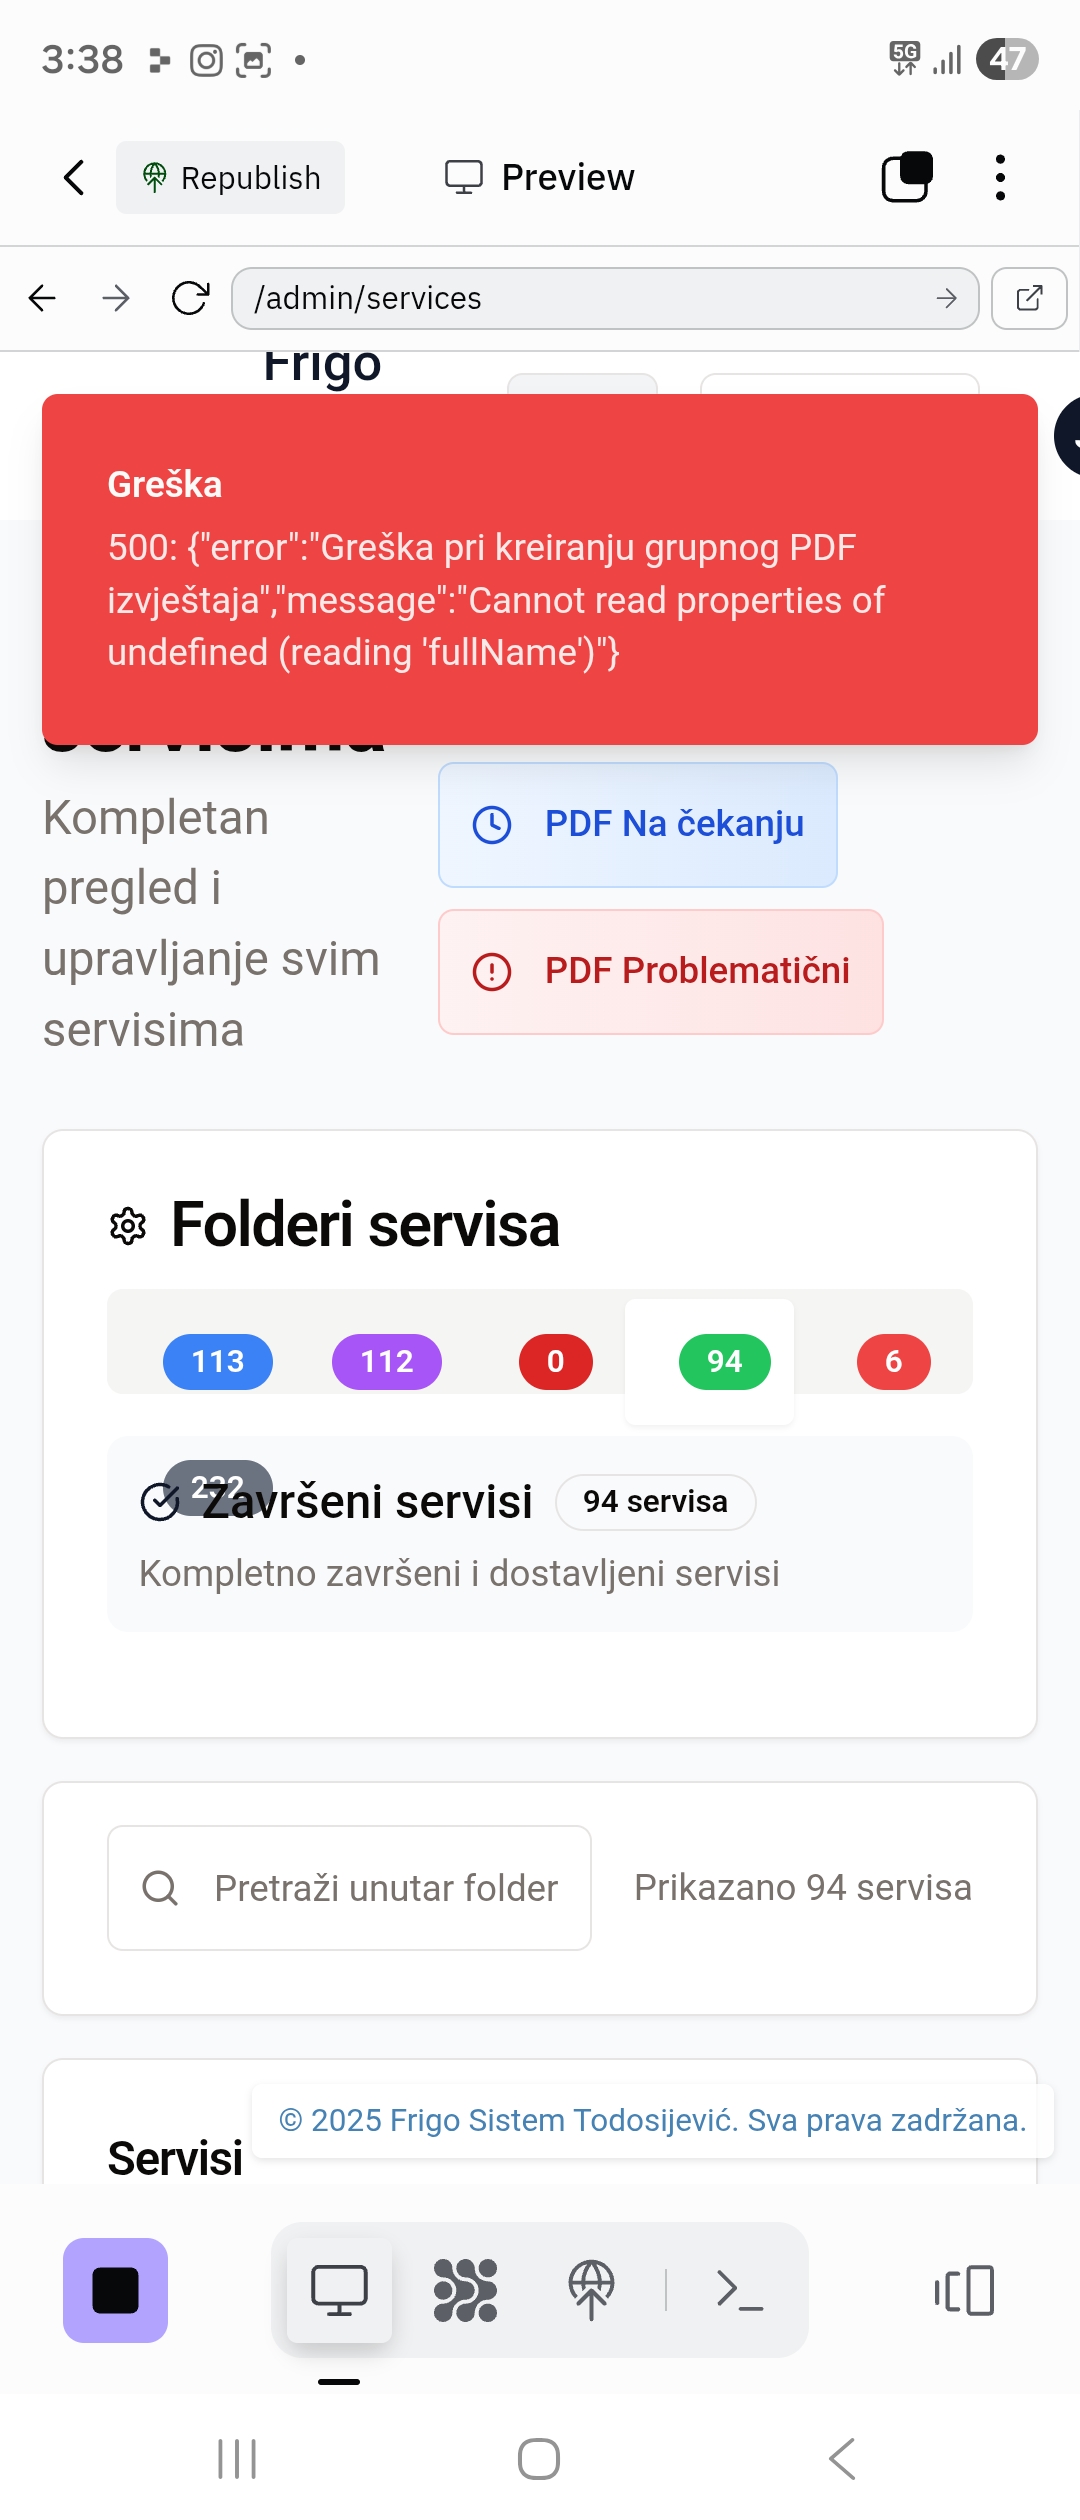 3:38
5G
47
Republish
Preview
/admin/services
Frigo
Greška
500: {"error":"Greška pri kreiranju grupnog PDF
izvještaja","message":"Cannot read properties of
undefined (reading 'fullName')"}
servisima
PDF Na čekanju
PDF Problematični
Kompletan
pregled i
upravljanje svim
servisima
Folderi servisa
113 112 0 94 6
232
Završeni servisi 94 servisa
Kompletno završeni i dostavljeni servisi
Pretraži unutar folder
Prikazano 94 servisa
© 2025 Frigo Sistem Todosijević. Sva prava zadržana.
Servisi